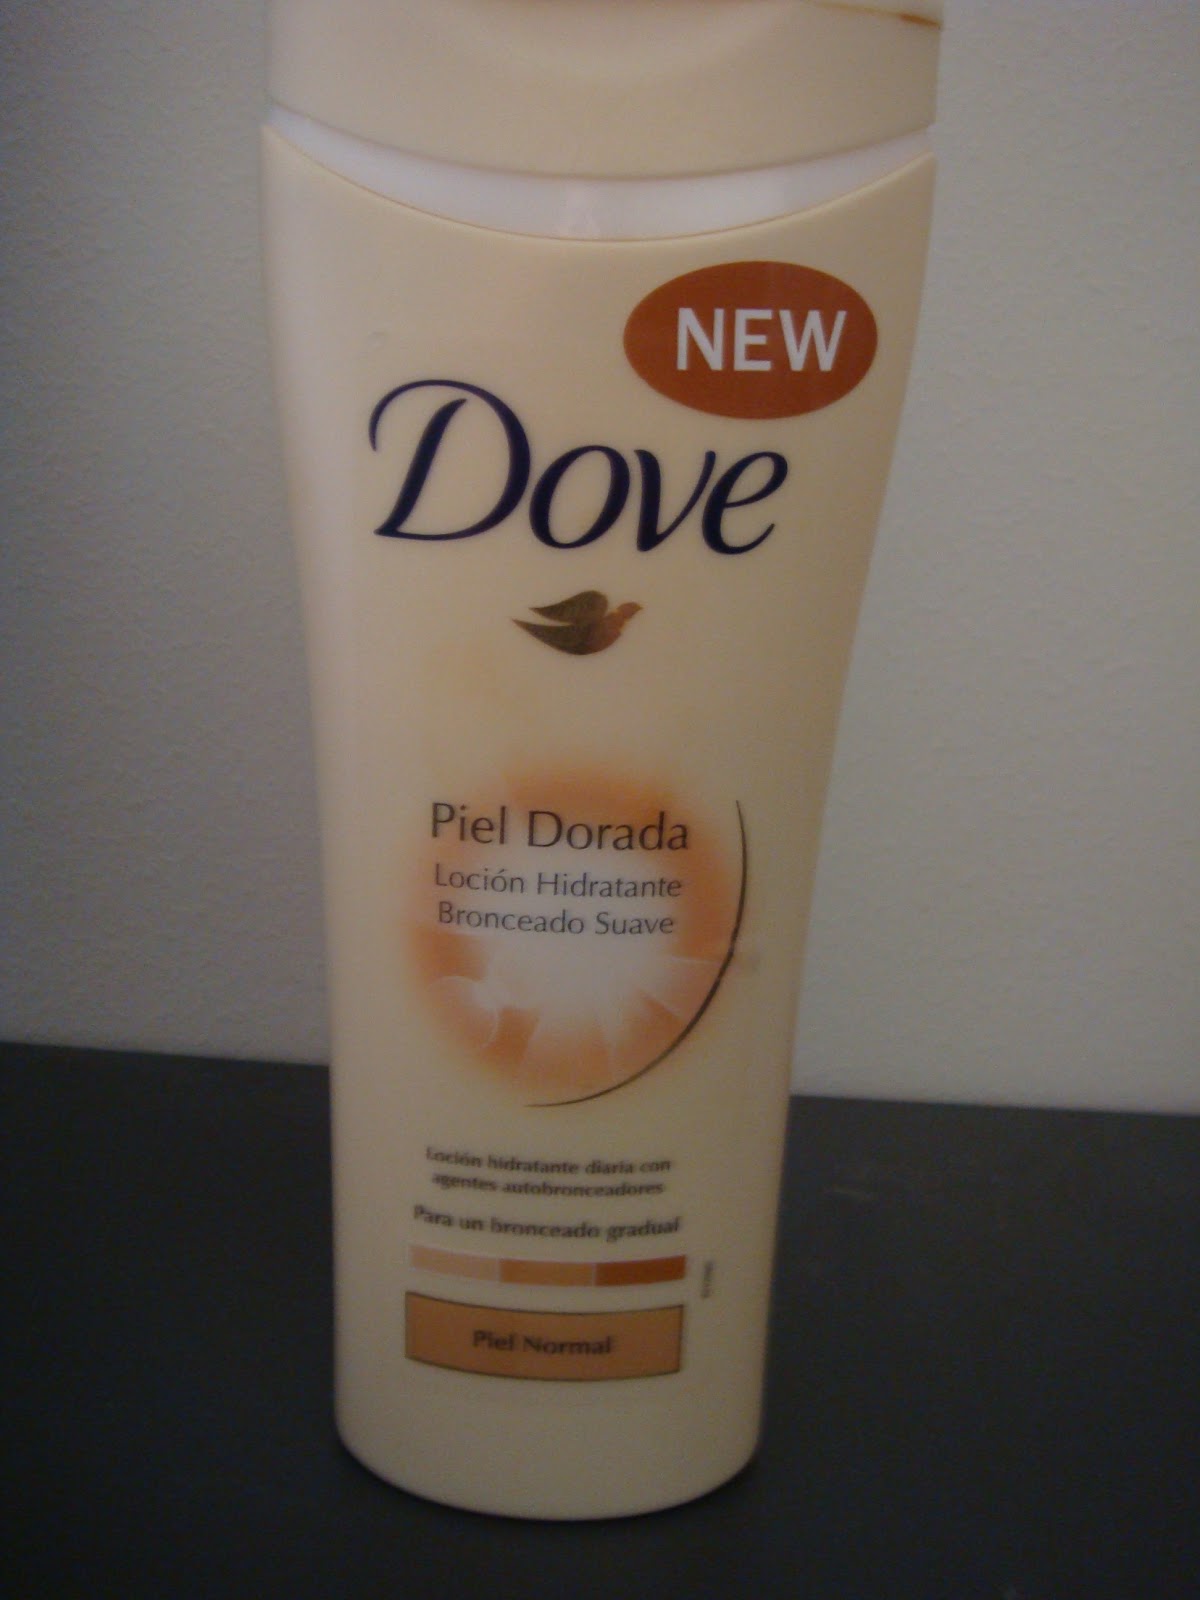 NEW
Dove
Piel Dorada
Loción Hidratante
Bronceado Suave
Loción hidratante diaria con
agentes autobronceadores
Para un bronceado gradual
Piel Normal